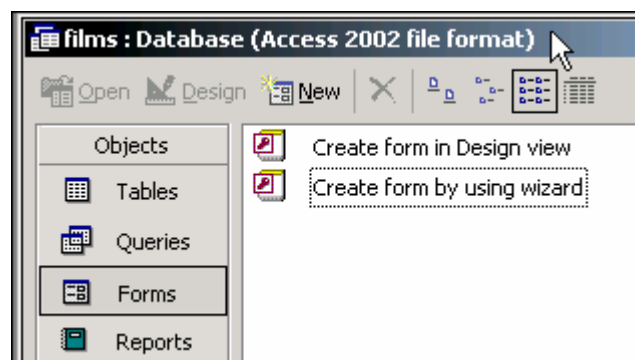 films : Database (Access 2002 file format)
Open Design New
Objects
Create form in Design view
Tables
Create form by using wizard
Queries
Forms
Reports